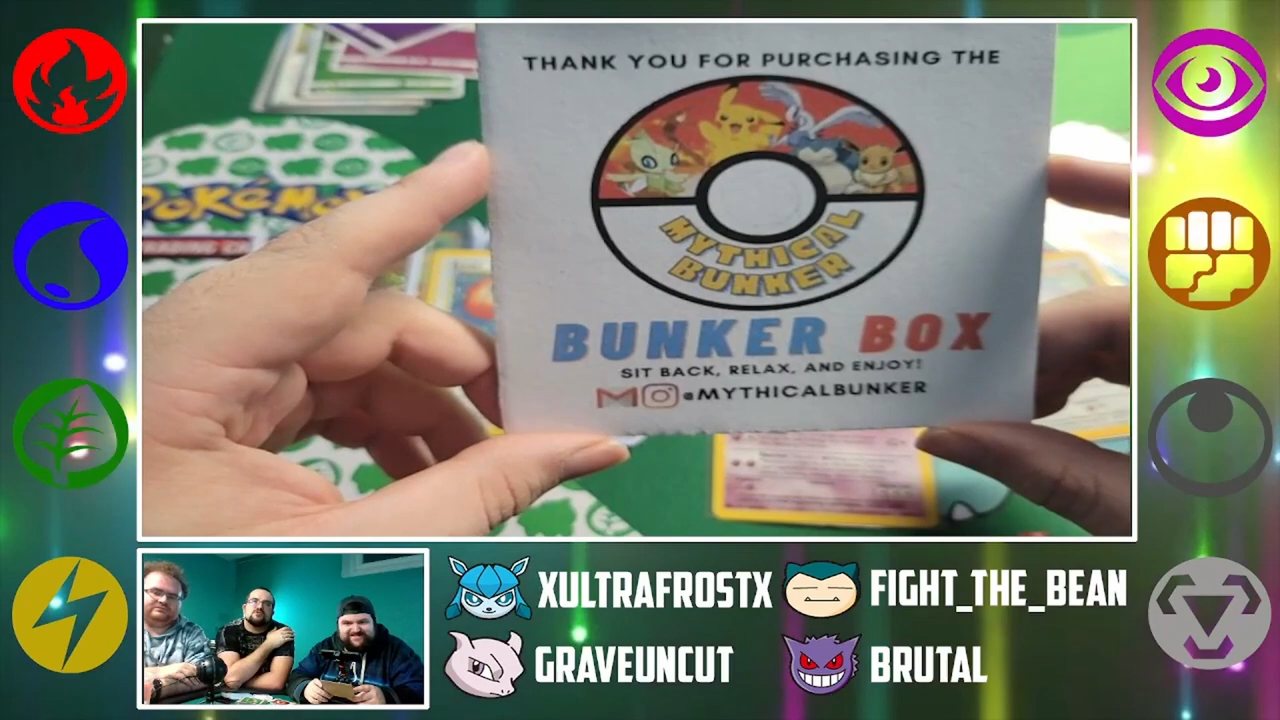 THANK YOU FOR PURCHASING THE
MYTHICAL
BUNKER
BUNKER BOX
SIT BACK, RELAX, AND ENJOY!
@MYTHICALBUNKER
POKéMON
XULTRAFROSTX
FIGHT_THE_BEAN
GRAVEUNCUT
BRUTAL